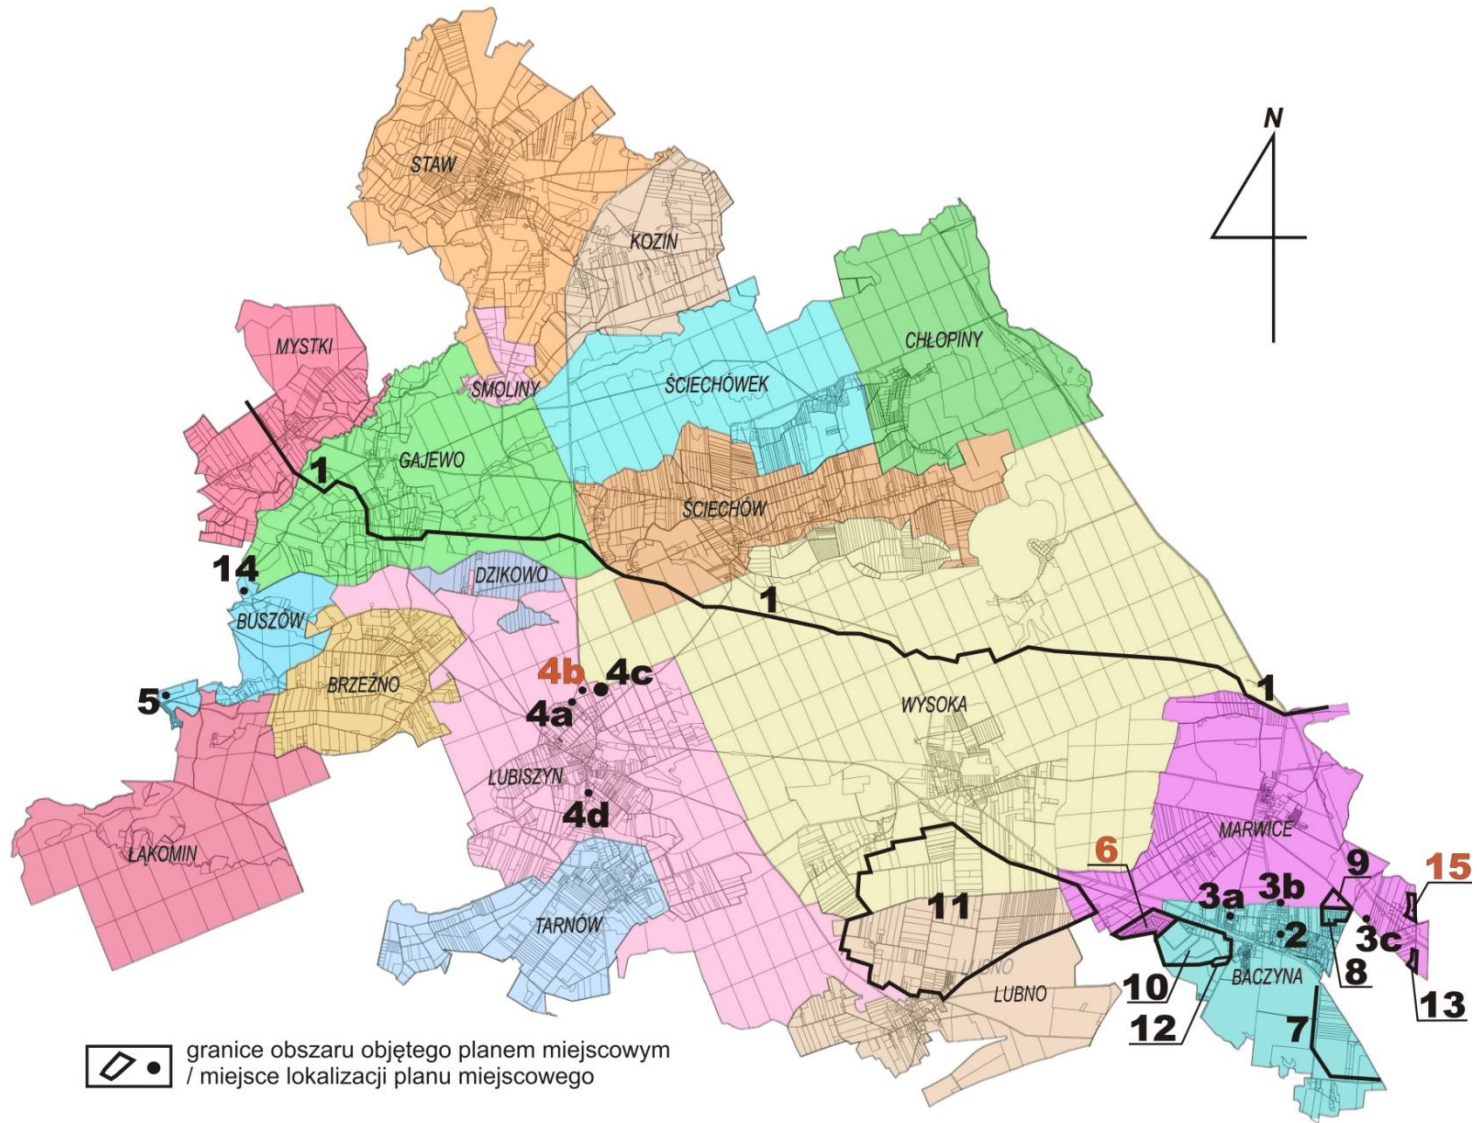 N
STAW
KOZIN
MYSTKI
SMOLINY
ŚCIECHÓWEK
CHŁOPINY
GAJEWO
1
ŚCIECHÓW
14
DZIKOWO
1
BUSZÓW
5
BRZEŹNO
4b
4c
4a
WYSOKA
1
LUBISZYN
4d
ŁĄKOMIN
MARWICE
6
9
15
TARNÓW
11
3a
3b
2
3c
8
LUBNO
LUBNO
10
BACZYNA
13
12
7
granice obszaru objętego planem miejscowym
/ miejsce lokalizacji planu miejscowego